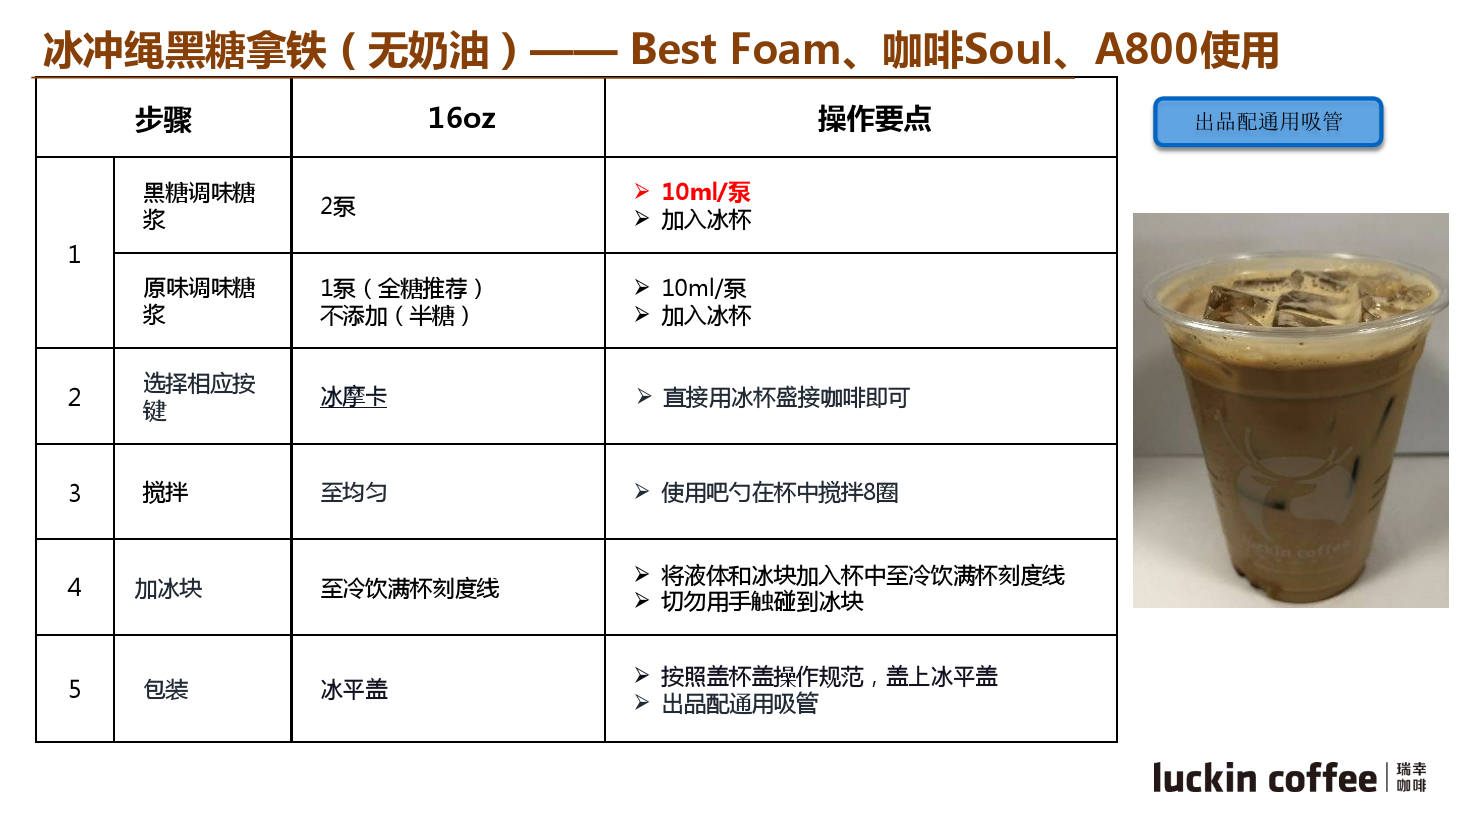 冰冲绳黑糖拿铁（无奶油）—— Best Foam、咖啡Soul、A800使用
步骤
16oz
操作要点
出品配通用吸管
1
黑糖调味糖
浆
2泵
10ml/泵
加入冰杯
原味调味糖
浆
1泵（全糖推荐）
不添加（半糖）
10ml/泵
加入冰杯
2
选择相应按
键
冰摩卡
直接用冰杯盛接咖啡即可
3
搅拌
至均匀
使用吧勺在杯中搅拌8圈
4
加冰块
至冷饮满杯刻度线
将液体和冰块加入杯中至冷饮满杯刻度线
切勿用手触碰到冰块
5
包装
冰平盖
按照盖杯盖操作规范，盖上冰平盖
出品配通用吸管
luckin coffee
luckin coffee
瑞幸
咖啡